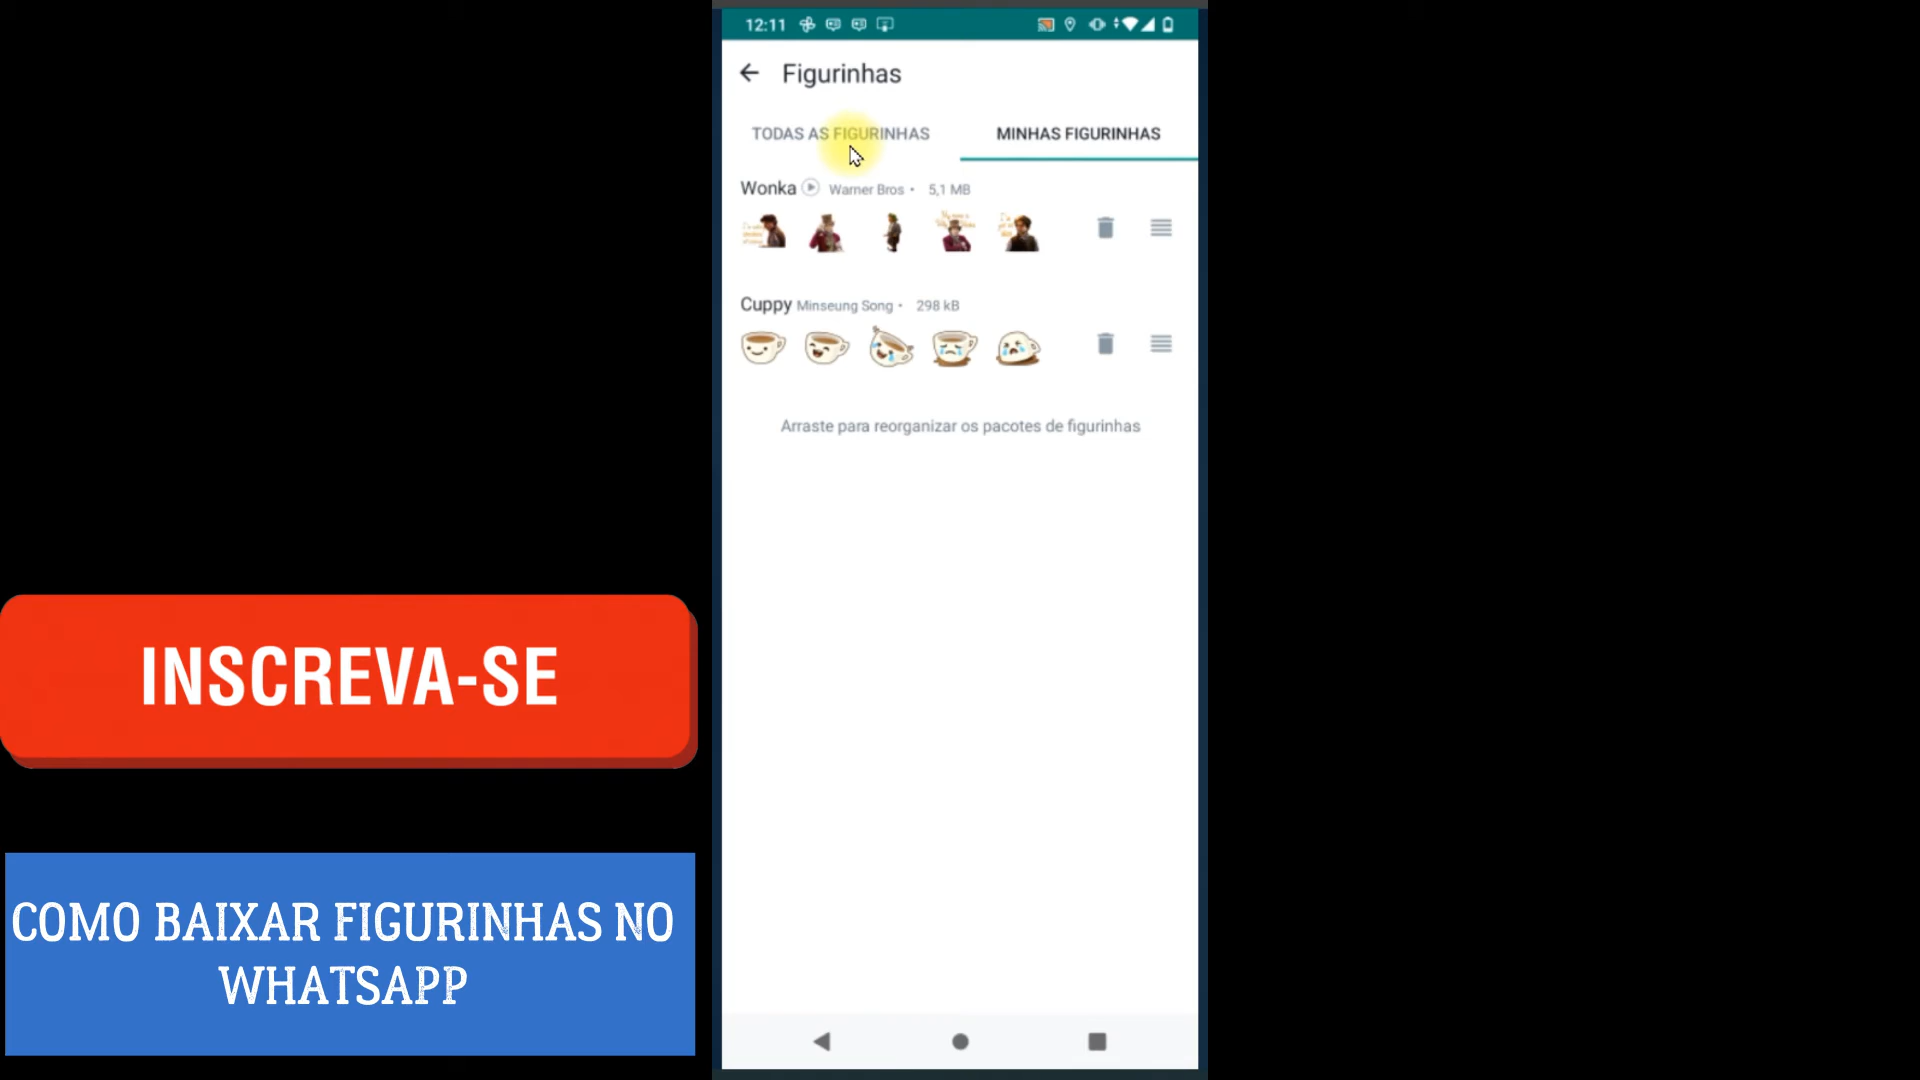 12:11
Figurinhas
TODAS AS FIGURINHAS
MINHAS FIGURINHAS
Wonka Warner Bros • 5,1 MB
Cuppy Minseung Song • 298 kB
Arraste para reorganizar os pacotes de figurinhas
INSCREVA-SE
COMO BAIXAR FIGURINHAS NO
WHATSAPP